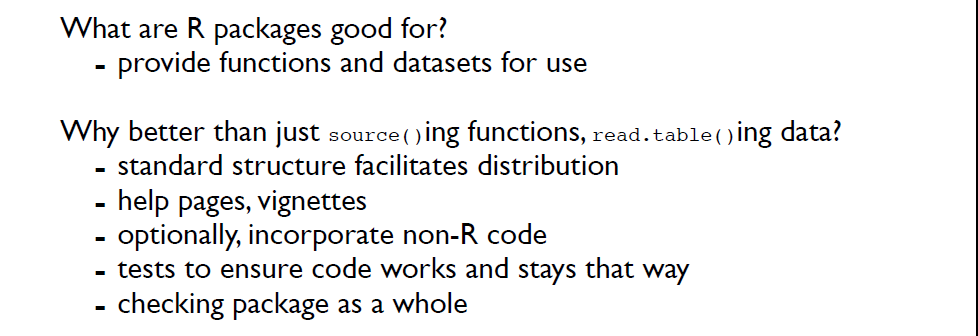 What are R packages good for?
- provide functions and datasets for use
Why better than just source()ing functions, read.table()ing data?
- standard structure facilitates distribution
- help pages, vignettes
- optionally, incorporate non-R code
- tests to ensure code works and stays that way
- checking package as a whole